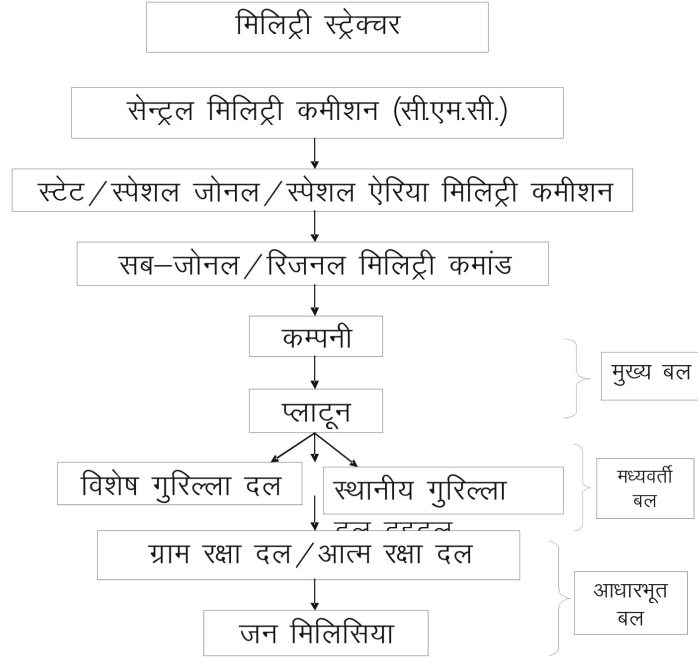 मिलिट्री स्ट्रेक्चर
सेन्ट्रल मिलिट्री कमीशन (सी.एम.सी.)
स्टेट/स्पेशल जोनल/स्पेशल ऐरिया मिलिट्री कमीशन
सब–जोनल/रिजनल मिलिट्री कमांड
कम्पनी
मुख्य बल
प्लाटून
विशेष गुरिल्ला दल
स्थानीय गुरिल्ला
मध्यवर्ती
बल
ग्राम रक्षा दल/आत्म रक्षा दल
आधारभूत
बल
जन मिलिसिया